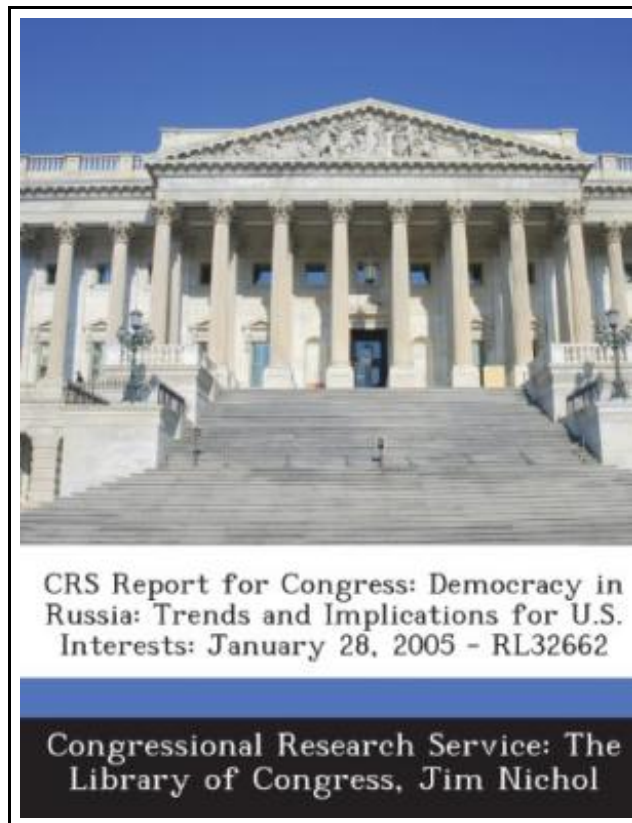 CRS Report for Congress: Democracy in
Russia: Trends and Implications for U.S.
Interests: January 28, 2005 - RL32662
Congressional Research Service: The
Library of Congress, Jim Nichol